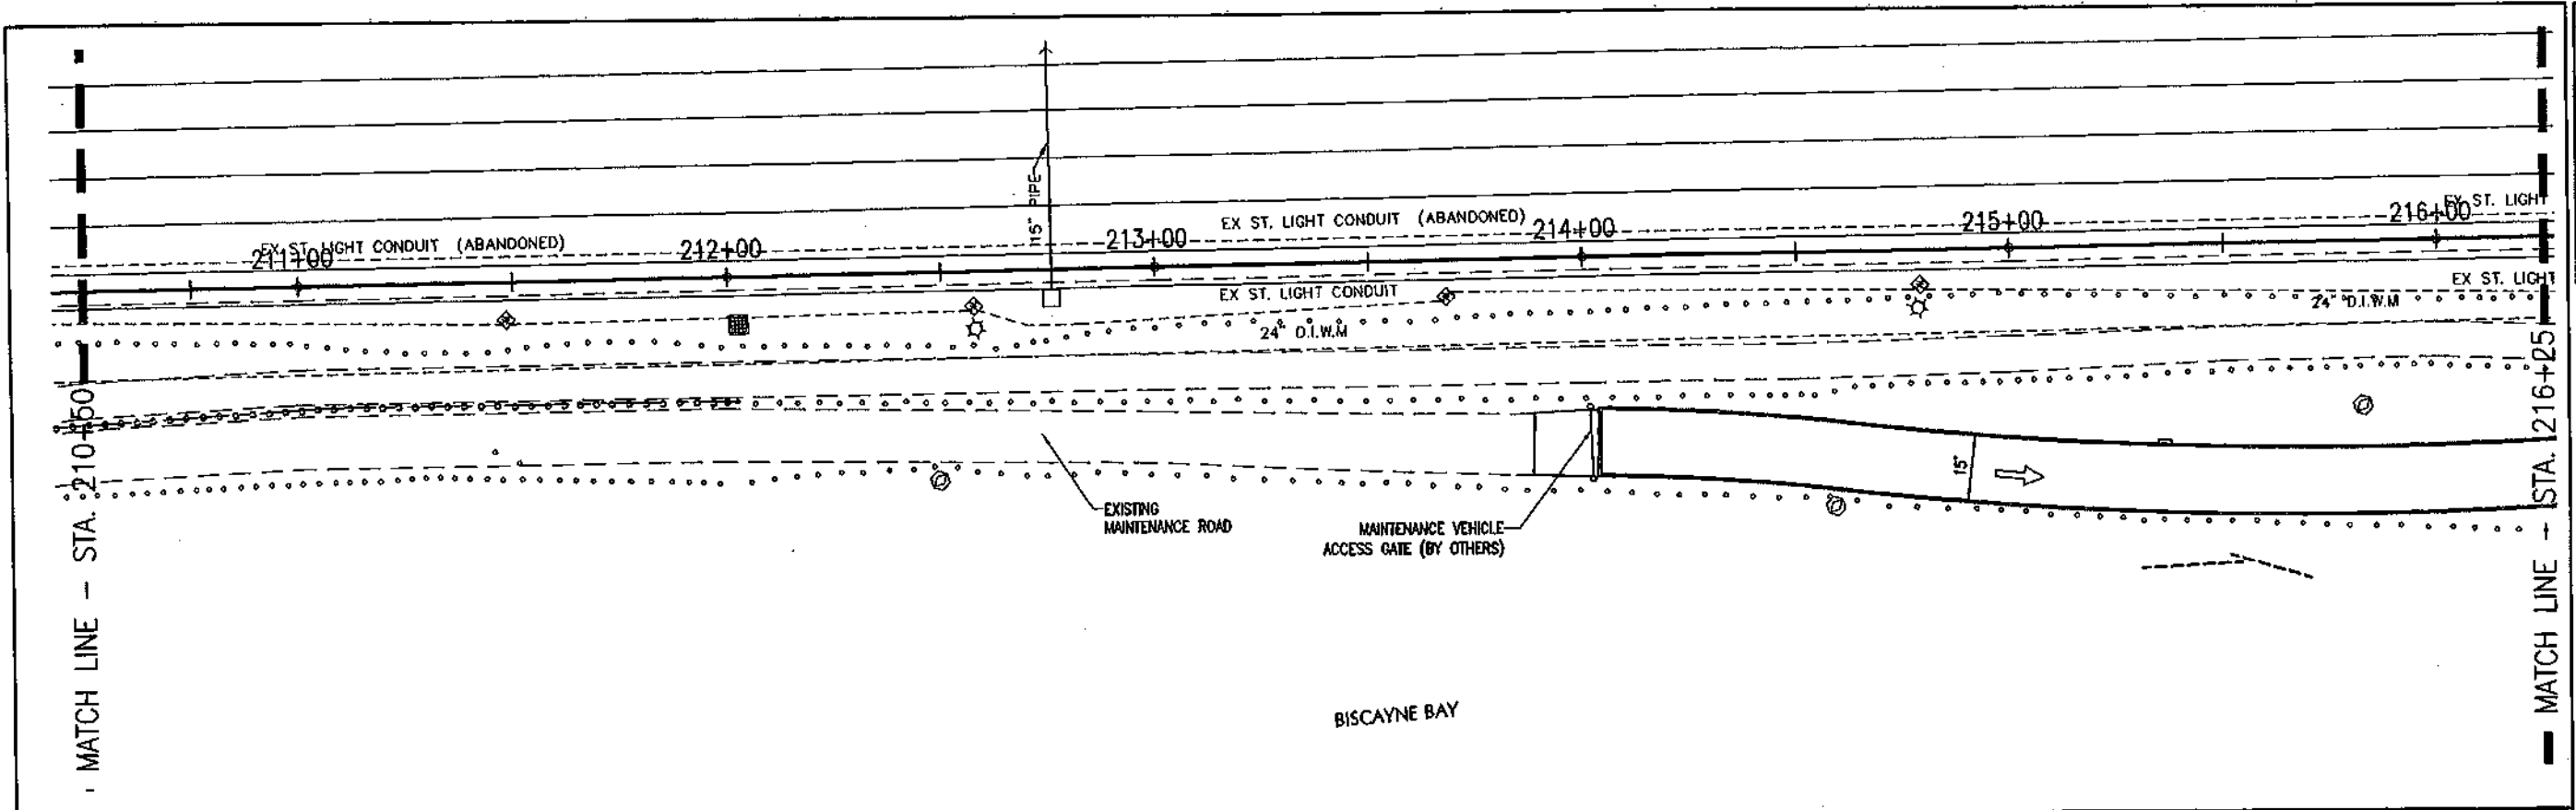 15" PIPE
EX ST. LIGHT CONDUIT (ABANDONED)
211+00
212+00
213+00
EX ST. LIGHT CONDUIT (ABANDONED)
214+00
215+00
216+00
EX ST. LIGHT
EX ST. LIGHT CONDUIT
24" D.I.W.M
EX ST. LIGHT
24" D.I.W.M
EXISTING
MAINTENANCE ROAD
MAINTENANCE VEHICLE
ACCESS GATE (BY OTHERS)
15'
BISCAYNE BAY
MATCH LINE - STA. 210+50
MATCH LINE - STA. 216+25